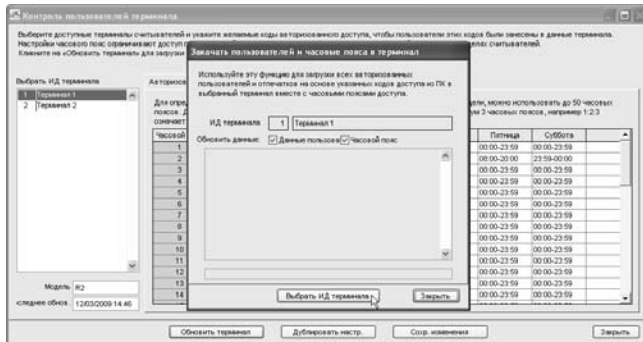 Контроль пользователей терминала
Выберите доступные терминалы считывателей и укажите желаемые коды авторизованного доступа, чтобы пользователи этих кодов были занесены в данные терминала.
Настройки часового пояс ограничивают доступ п
елях считывателей.
Кликните на «Обновить терминал» для загрузки
Закачать пользователей и часовые пояса в терминал
Используйте эту функцию для загрузки всех авторизованных
пользователей и отпечатков на основе указанных кодов доступа из ПК в
выбранный терминал вместе с часовыми поясами доступа.
ИД терминала 1 Терминал 1
Обновить данные: Данные пользова Часовой пояс
Выбрать ИД терминала Закрыть
Выбрать ИД терминала
1 Терминал 1
2 Терминал 2
Модель R2
следнее обнов. 12/03/2009 14:46
Авторизов
Для опред
ели, можно использовать до 50 часовых
поясов. Д
ум 3 часовых поясов, например 1:2:3
означает
Часовой Пятница Суббота
1 00:00-23:59 00:00-23:59
2 08:00-20:00 23:59-00:00
3 00:00-23:59 00:00-23:59
4 00:00-23:59 00:00-23:59
5 00:00-23:59 00:00-23:59
6 00:00-23:59 00:00-23:59
7 00:00-23:59 00:00-23:59
8 00:00-23:59 00:00-23:59
9 00:00-23:59 00:00-23:59
10 00:00-23:59 00:00-23:59
11 00:00-23:59 00:00-23:59
12 00:00-23:59 00:00-23:59
13 00:00-23:59 00:00-23:59
14 00:00-23:59 00:00-23:59
Обновить терминал Дублировать настр. Сохр. изменения Закрыть